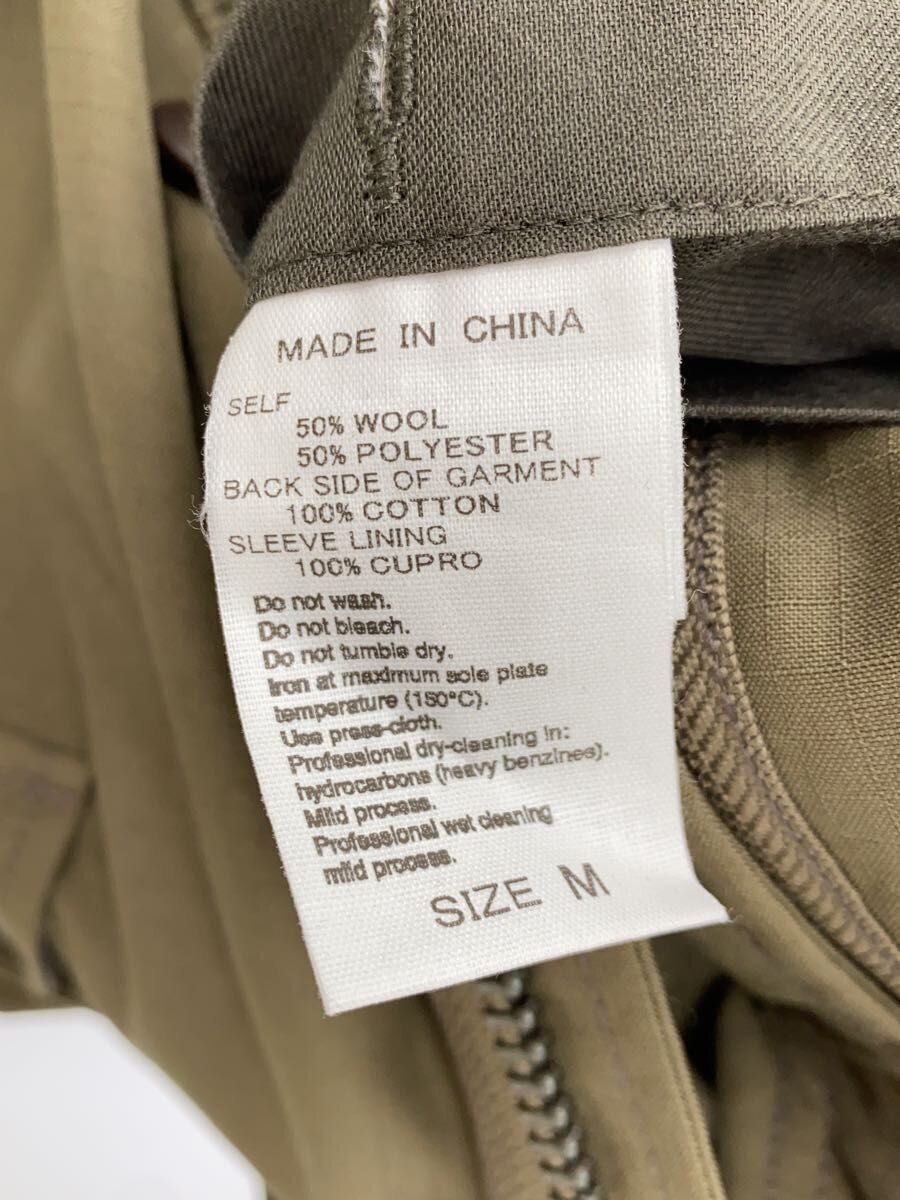 MADE IN CHINA
SELF
50% WOOL
50% POLYESTER
BACK SIDE OF GARMENT
100% COTTON
SLEEVE LINING
100% CUPRO
Do not wash.
Do not bleach.
Do not tumble dry.
Iron at maximum sole plate
temperature (150°C).
Use press-cloth.
Professional dry-cleaning in:
hydrocarbons (heavy benzines).
Mild process.
Professional wet cleaning
mild process.
SIZE M